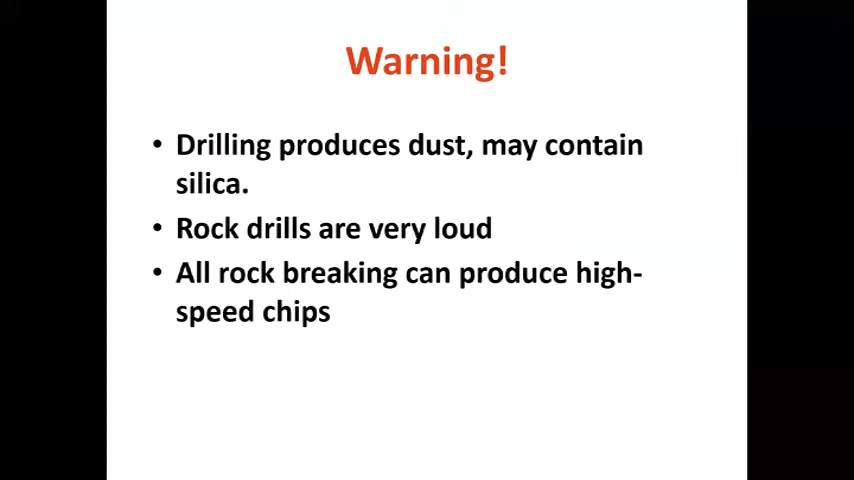 Warning!
• Drilling produces dust, may contain
silica.
• Rock drills are very loud
• All rock breaking can produce high-
speed chips